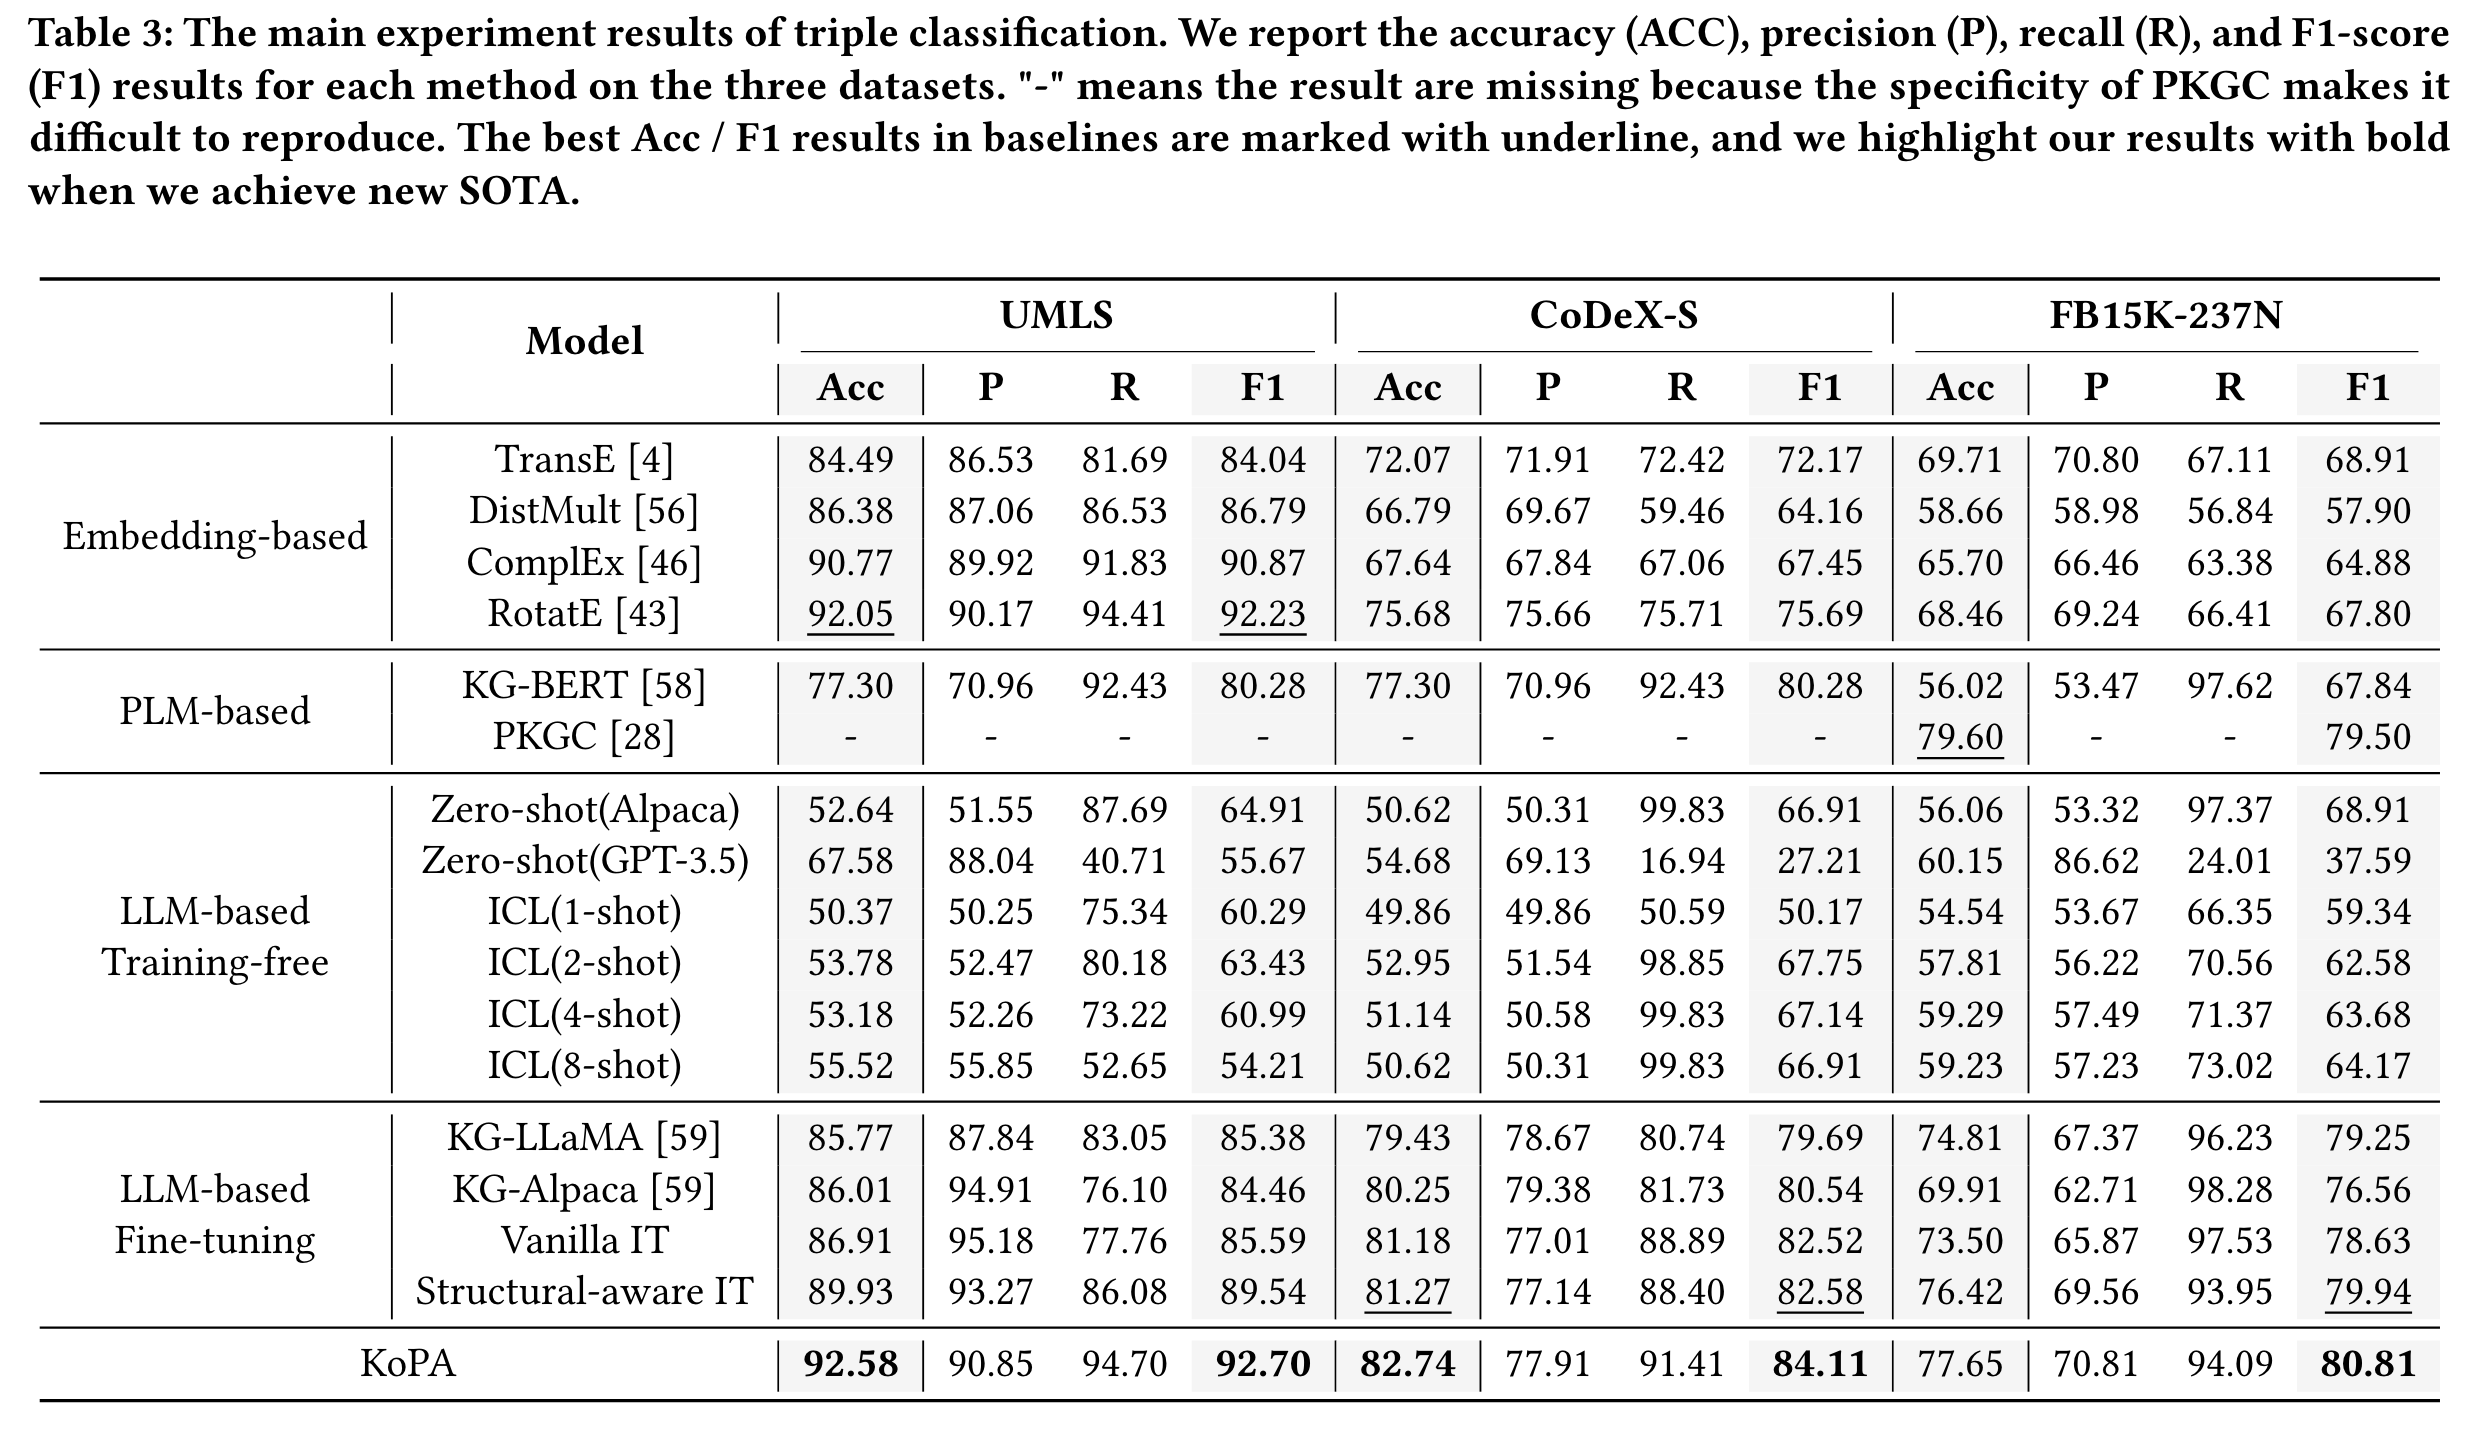 Table 3: The main experiment results of triple classification. We report the accuracy (ACC), precision (P), recall (R), and F1-score
(F1) results for each method on the three datasets. "-" means the result are missing because the specificity of PKGC makes it
difficult to reproduce. The best Acc / F1 results in baselines are marked with underline, and we highlight our results with bold
when we achieve new SOTA.
Model UMLS CoDeX-S FB15K-237N
Acc P R F1 Acc P R F1 Acc P R F1
Embedding-based
TransE [4] 84.49 86.53 81.69 84.04 72.07 71.91 72.42 72.17 69.71 70.80 67.11 68.91
DistMult [56] 86.38 87.06 86.53 86.79 66.79 69.67 59.46 64.16 58.66 58.98 56.84 57.90
ComplEx [46] 90.77 89.92 91.83 90.87 67.64 67.84 67.06 67.45 65.70 66.46 63.38 64.88
RotatE [43] 92.05 90.17 94.41 92.23 75.68 75.66 75.71 75.69 68.46 69.24 66.41 67.80
PLM-based
KG-BERT [58] 77.30 70.96 92.43 80.28 77.30 70.96 92.43 80.28 56.02 53.47 97.62 67.84
PKGC [28] - - - - - - - - 79.60 - - 79.50
LLM-based
Training-free
Zero-shot(Alpaca) 52.64 51.55 87.69 64.91 50.62 50.31 99.83 66.91 56.06 53.32 97.37 68.91
Zero-shot(GPT-3.5) 67.58 88.04 40.71 55.67 54.68 69.13 16.94 27.21 60.15 86.62 24.01 37.59
ICL(1-shot) 50.37 50.25 75.34 60.29 49.86 49.86 50.59 50.17 54.54 53.67 66.35 59.34
ICL(2-shot) 53.78 52.47 80.18 63.43 52.95 51.54 98.85 67.75 57.81 56.22 70.56 62.58
ICL(4-shot) 53.18 52.26 73.22 60.99 51.14 50.58 99.83 67.14 59.29 57.49 71.37 63.68
ICL(8-shot) 55.52 55.85 52.65 54.21 50.62 50.31 99.83 66.91 59.23 57.23 73.02 64.17
LLM-based
Fine-tuning
KG-LLaMA [59] 85.77 87.84 83.05 85.38 79.43 78.67 80.74 79.69 74.81 67.37 96.23 79.25
KG-Alpaca [59] 86.01 94.91 76.10 84.46 80.25 79.38 81.73 80.54 69.91 62.71 98.28 76.56
Vanilla IT 86.91 95.18 77.76 85.59 81.18 77.01 88.89 82.52 73.50 65.87 97.53 78.63
Structural-aware IT 89.93 93.27 86.08 89.54 81.27 77.14 88.40 82.58 76.42 69.56 93.95 79.94
KoPA 92.58 90.85 94.70 92.70 82.74 77.91 91.41 84.11 77.65 70.81 94.09 80.81